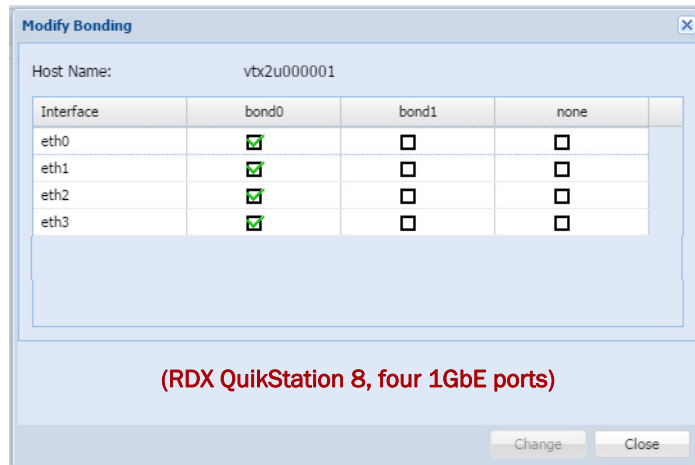 Modify Bonding
Host Name: vtx2u000001
Interface bond0 bond1 none
eth0
eth1
eth2
eth3
(RDX QuikStation 8, four 1GbE ports)
Change Close